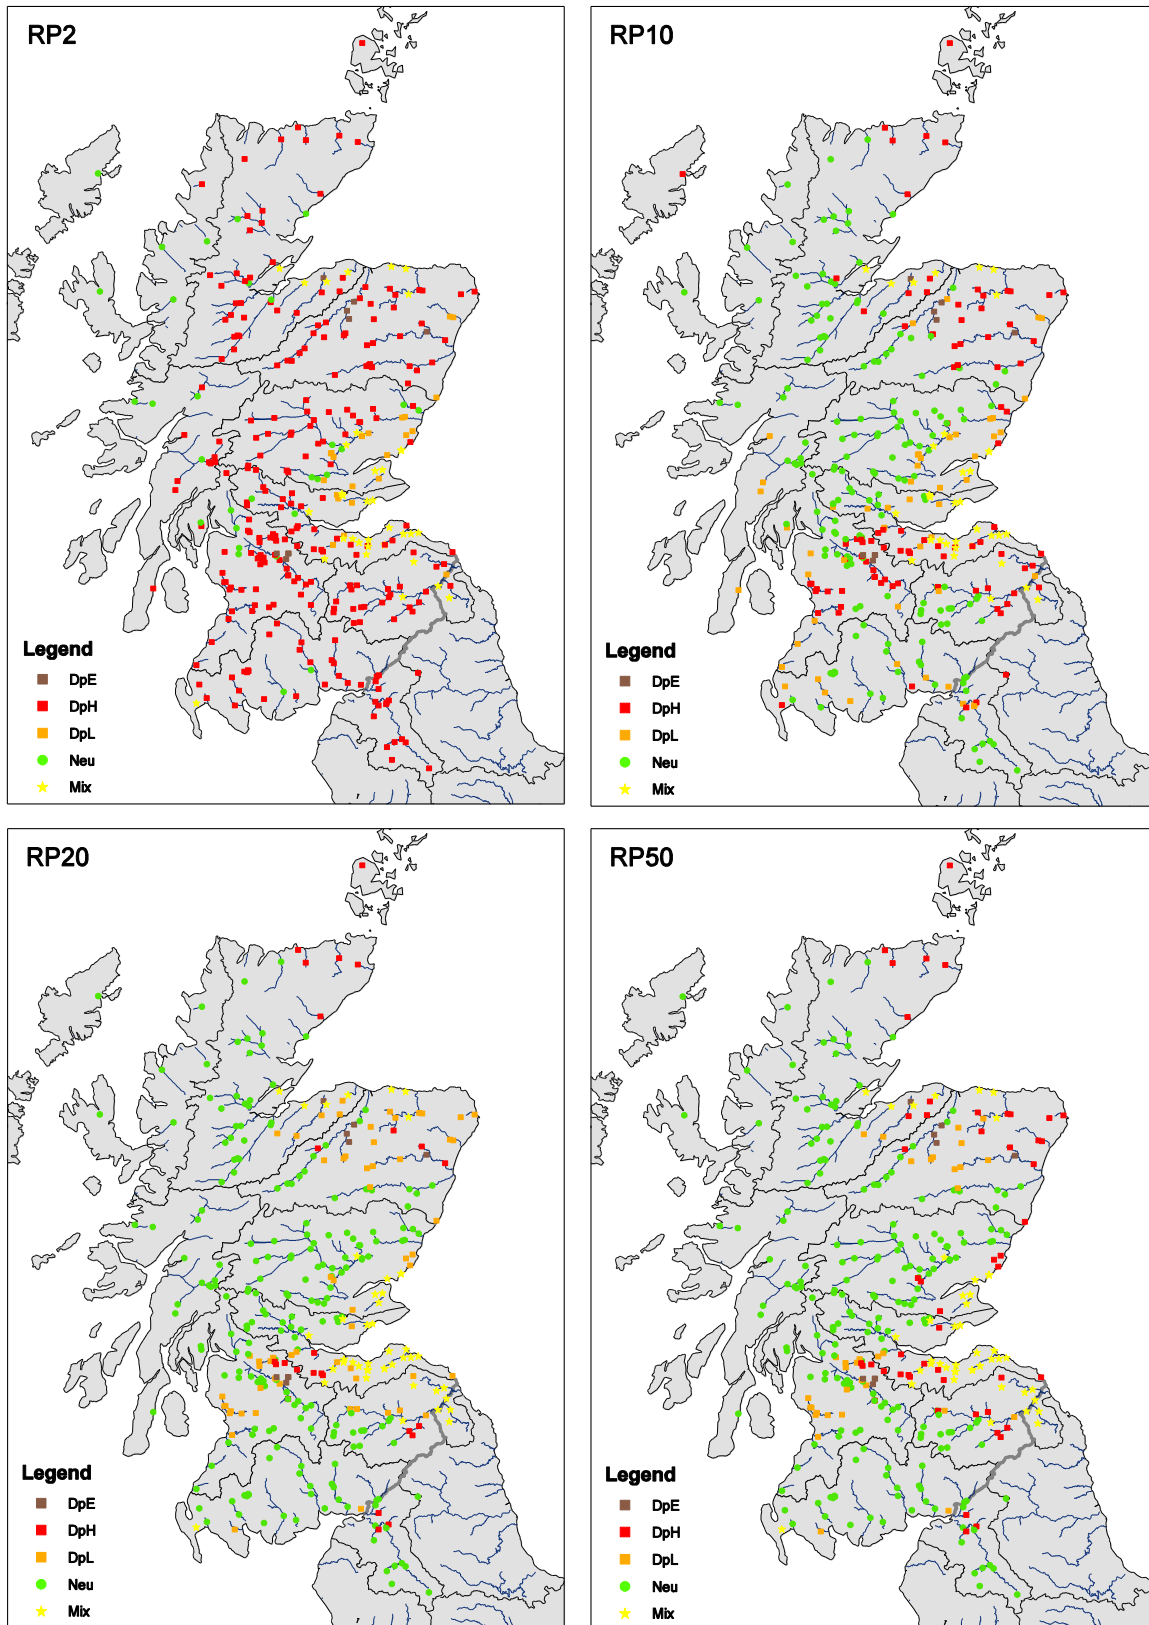 RP2
Legend
DpE
DpH
DpL
Neu
Mix
RP10
Legend
DpE
DpH
DpL
Neu
Mix
RP20
Legend
DpE
DpH
DpL
Neu
Mix
RP50
Legend
DpE
DpH
DpL
Neu
Mix